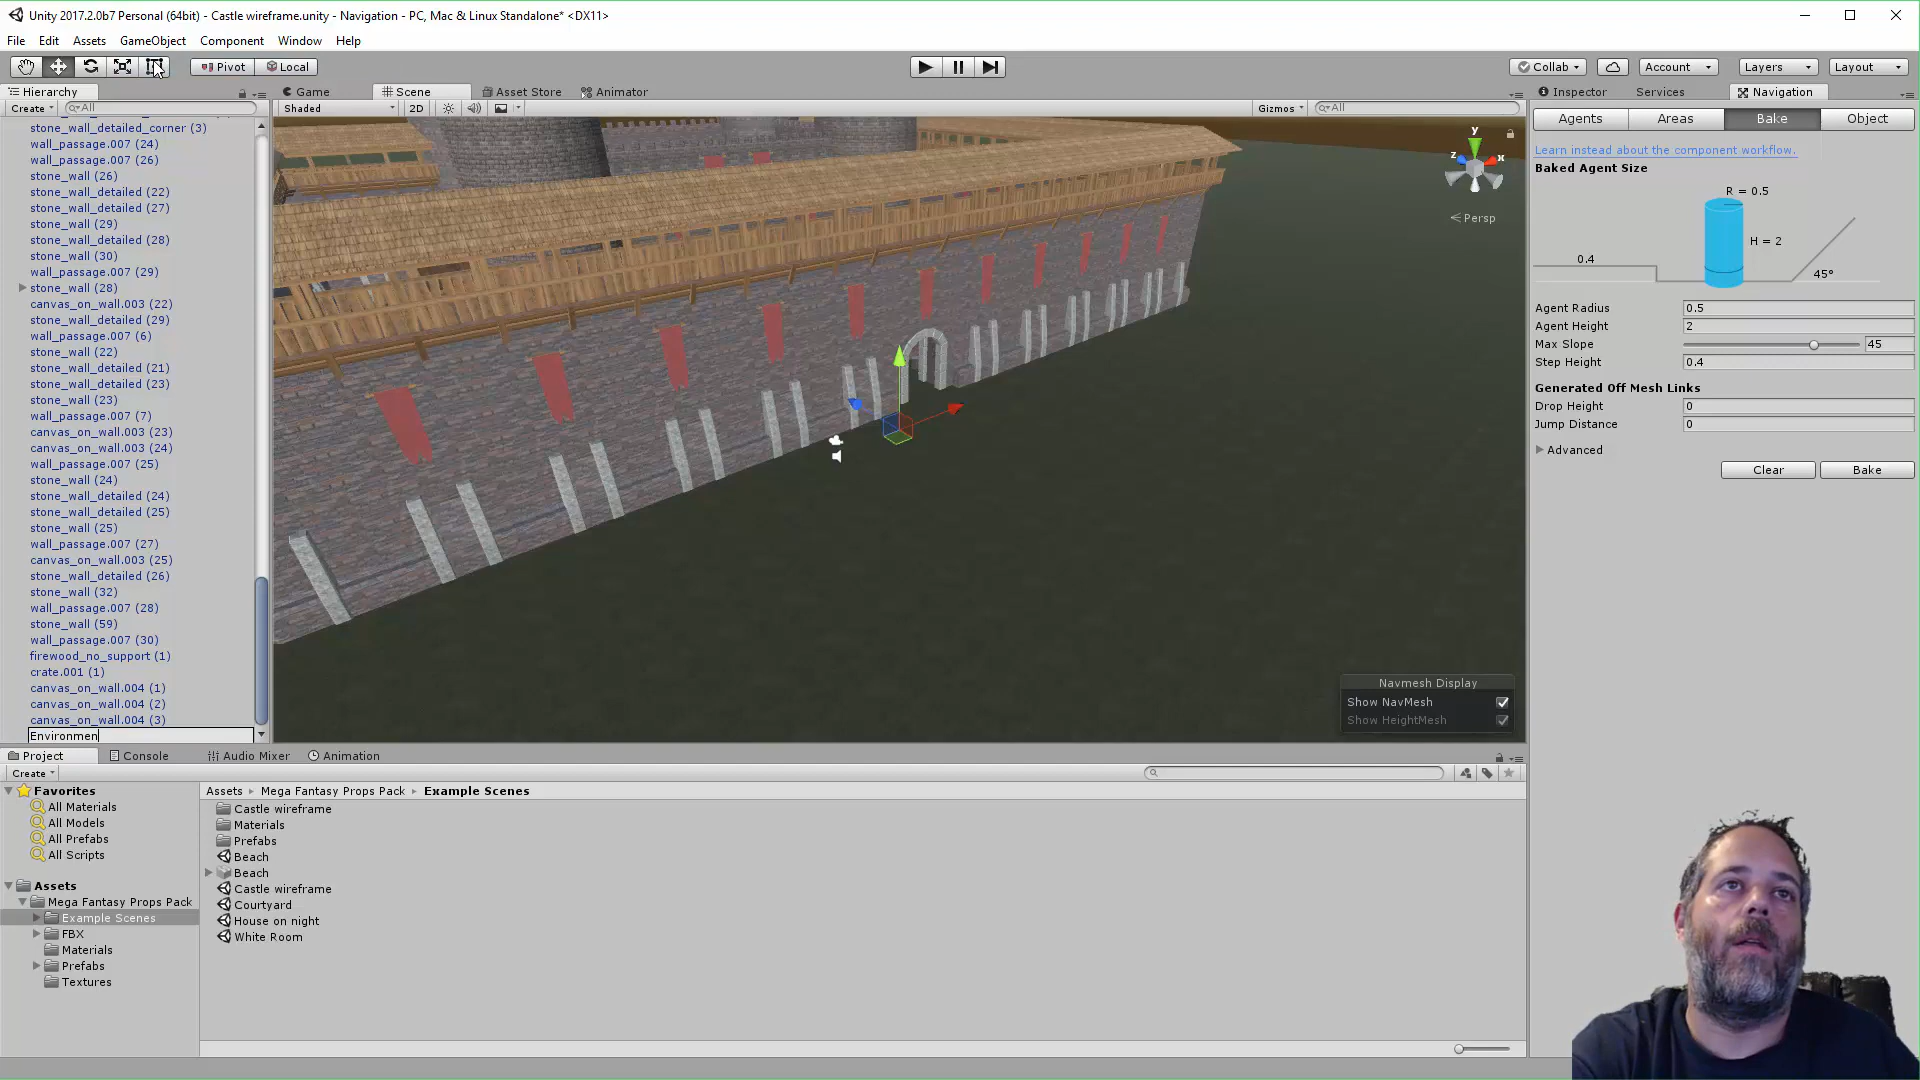 Unity 2017.2.0b7 Personal (64bit) - Castle wireframe.unity - Navigation - PC, Mac & Linux Standalone* <DX11>
File Edit Assets GameObject Component Window Help
Pivot Local Collab Account Layers Layout
Hierarchy Game Scene Asset Store Animator Inspector Services Navigation
Create All Shaded 2D Gizmos All
Agents Areas Bake Object
stone_wall_detailed_corner (3)
wall_passage.007 (24)
wall_passage.007 (26)
stone_wall (26)
stone_wall_detailed (22)
stone_wall_detailed (27)
stone_wall (29)
stone_wall_detailed (28)
stone_wall (30)
wall_passage.007 (29)
stone_wall (28)
canvas_on_wall.003 (22)
stone_wall_detailed (29)
wall_passage.007 (6)
stone_wall (22)
stone_wall_detailed (21)
stone_wall_detailed (23)
stone_wall (23)
wall_passage.007 (7)
canvas_on_wall.003 (23)
canvas_on_wall.003 (24)
wall_passage.007 (25)
stone_wall (24)
stone_wall_detailed (24)
stone_wall_detailed (25)
stone_wall (25)
wall_passage.007 (27)
canvas_on_wall.003 (25)
stone_wall_detailed (26)
stone_wall (32)
wall_passage.007 (28)
stone_wall (59)
wall_passage.007 (30)
firewood_no_support (1)
crate.001 (1)
canvas_on_wall.004 (1)
canvas_on_wall.004 (2)
canvas_on_wall.004 (3)
Environmen
y
z x
Persp
Navmesh Display
Show NavMesh
Show HeightMesh
Learn instead about the component workflow.
Baked Agent Size
R = 0.5
H = 2
0.4
45°
Agent Radius 0.5
Agent Height 2
Max Slope 45
Step Height 0.4
Generated Off Mesh Links
Drop Height 0
Jump Distance 0
Advanced
Clear Bake
Project Console Audio Mixer Animation
Create
Favorites
All Materials
All Models
All Prefabs
All Scripts
Assets
Mega Fantasy Props Pack
Example Scenes
FBX
Materials
Prefabs
Textures
Assets Mega Fantasy Props Pack Example Scenes
Castle wireframe
Materials
Prefabs
Beach
Beach
Castle wireframe
Courtyard
House on night
White Room